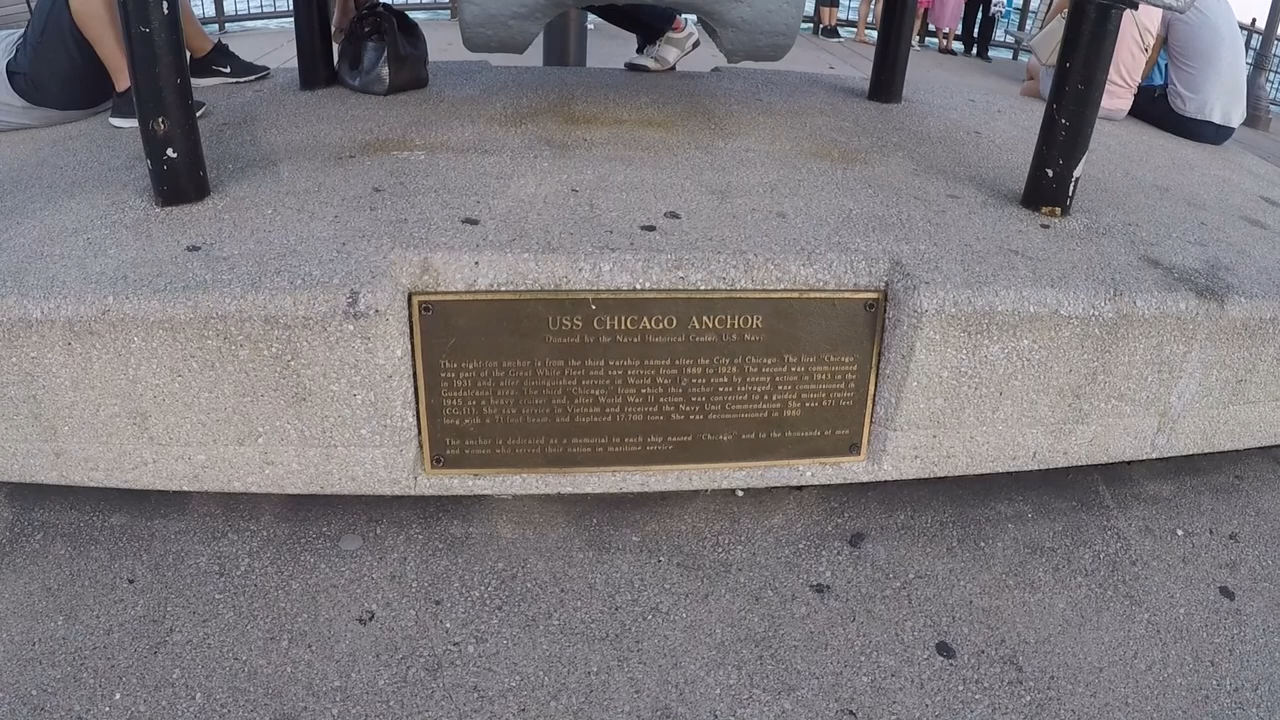 USS CHICAGO ANCHOR
Donated by the Naval Historical Center, U.S. Navy
This eight-ton anchor is from the third warship named after the City of Chicago. The first "Chicago"
was part of the Great White Fleet and saw service from 1889 to 1928. The second was commissioned
in 1931 and, after distinguished service in World War II, was sunk by enemy action in 1943 in the
Guadalcanal area. The third "Chicago," from which this anchor was salvaged, was commissioned in
1945 as a heavy cruiser and, after World War II action, was converted to a guided missile cruiser
(CG,11). She saw service in Vietnam and received the Navy Unit Commendation. She was 671 feet
long with a 71 foot beam, and displaced 17,700 tons. She was decommissioned in 1980.
The anchor is dedicated as a memorial to each ship named "Chicago" and to the thousands of men
and women who served their nation in maritime service.